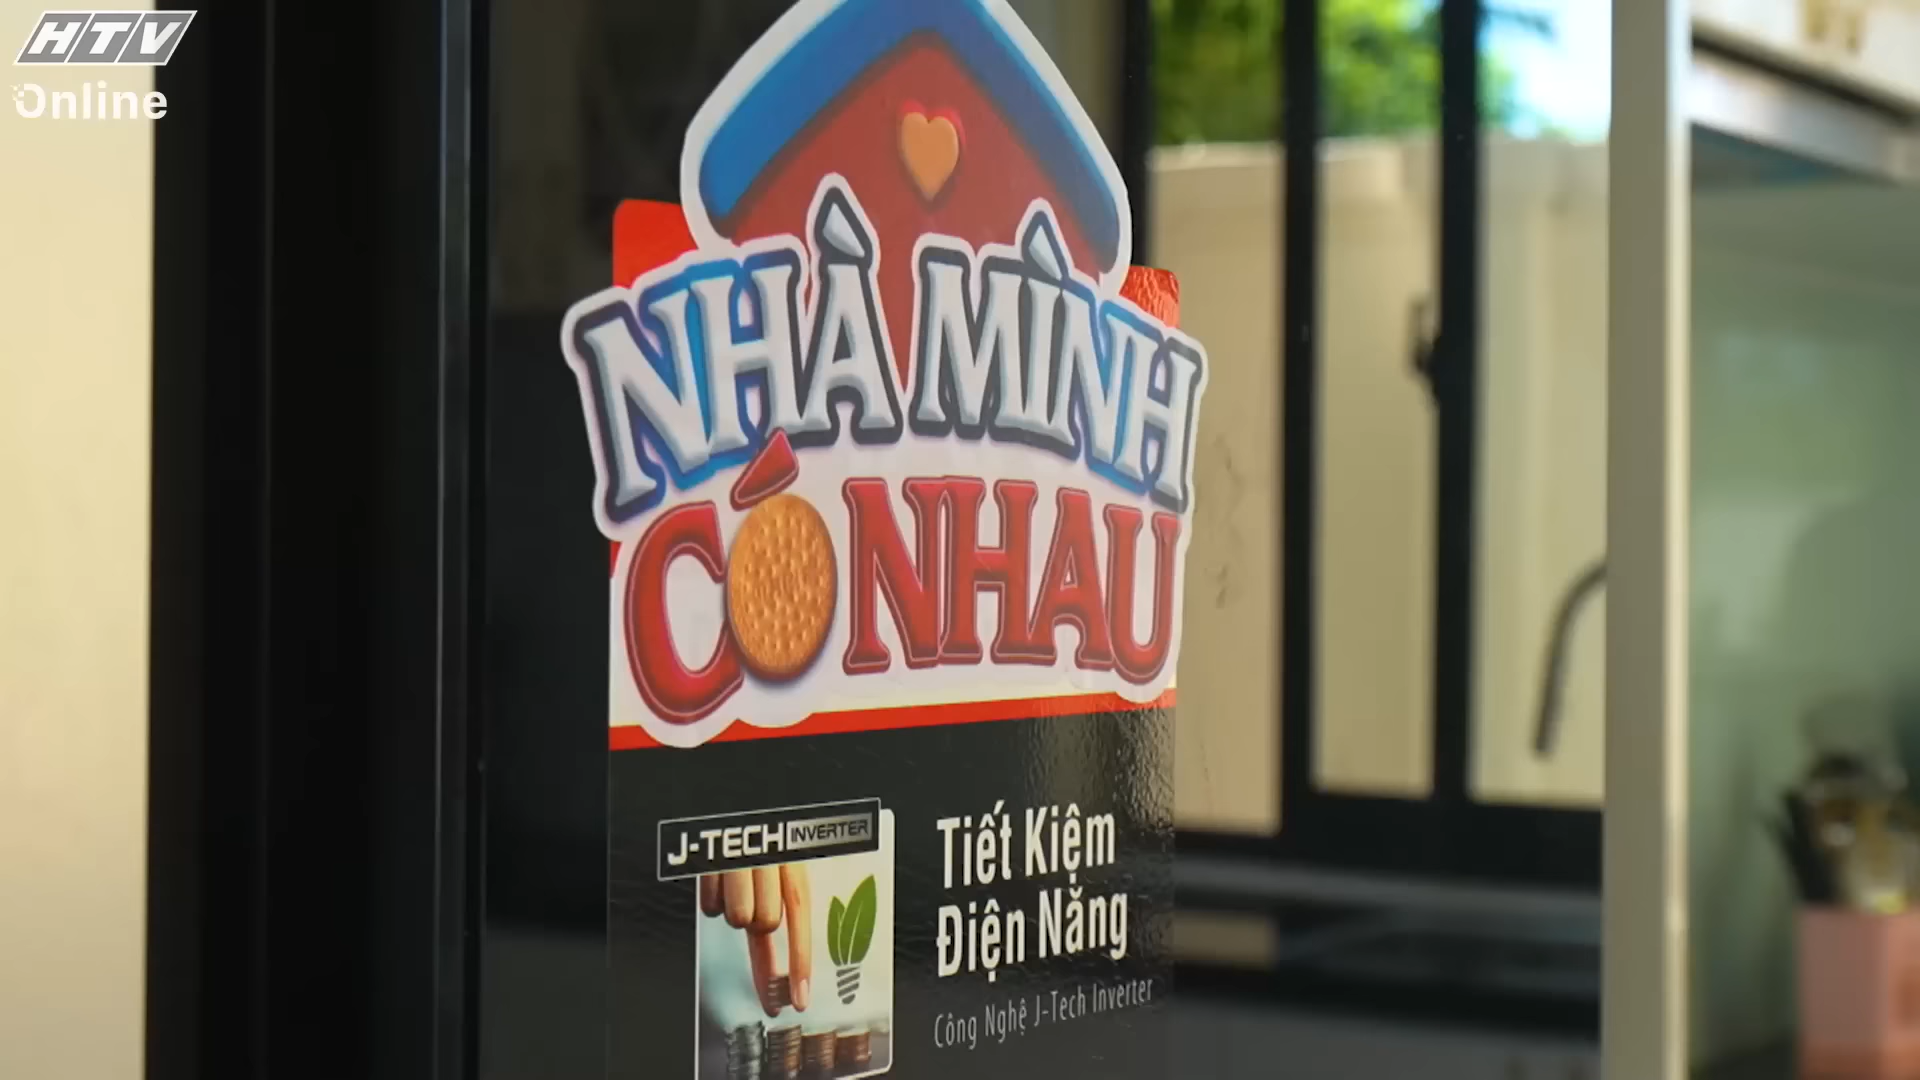 HTV
Online
NHÀ MÌNH
CÓ NHAU
J-TECH INVERTER
Tiết Kiệm
Điện Năng
Công Nghệ J-Tech Inverter